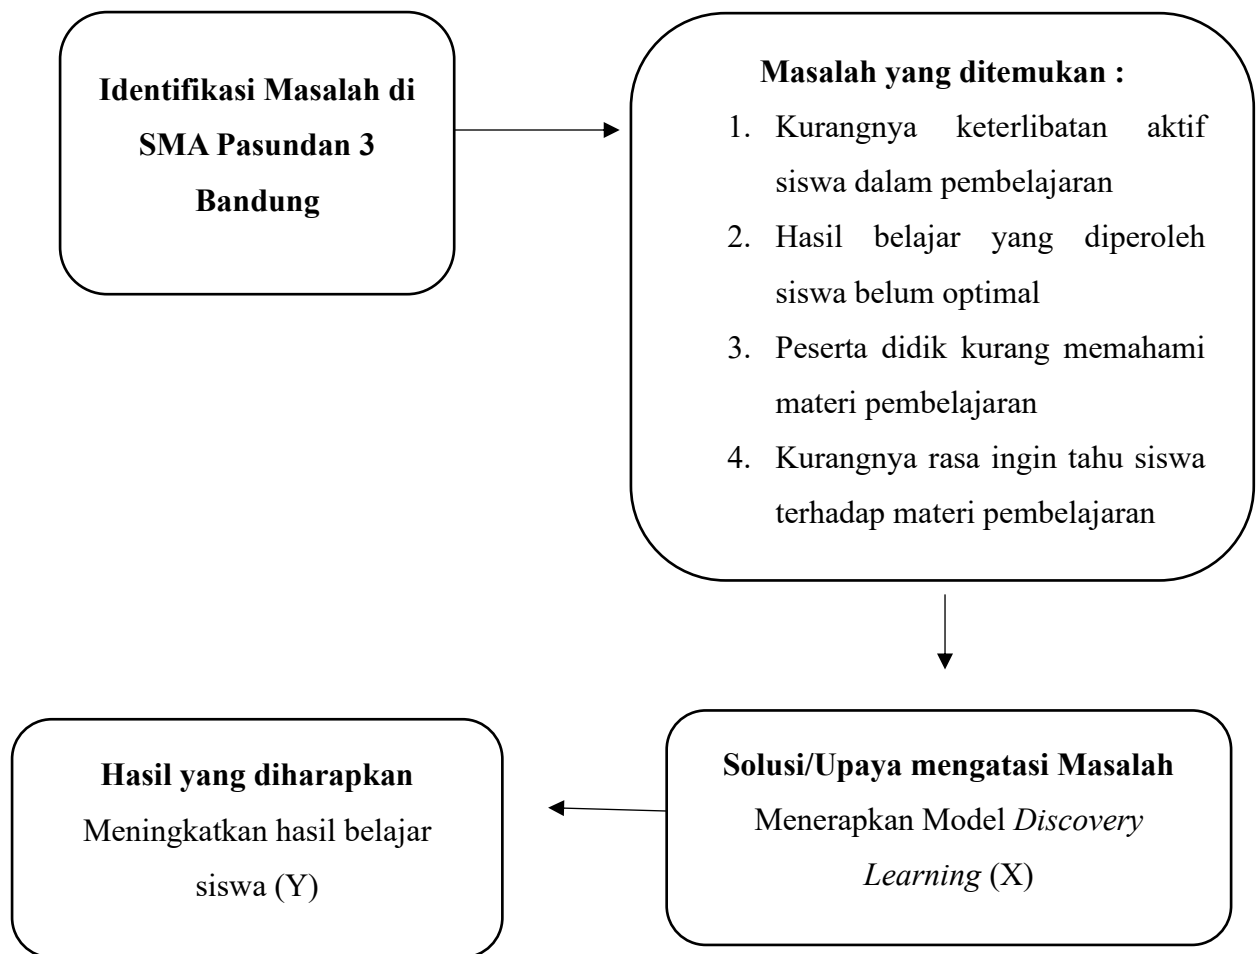 Identifikasi Masalah di
SMA Pasundan 3
Bandung
Masalah yang ditemukan :
1. Kurangnya keterlibatan aktif
siswa dalam pembelajaran
2. Hasil belajar yang diperoleh
siswa belum optimal
3. Peserta didik kurang memahami
materi pembelajaran
4. Kurangnya rasa ingin tahu siswa
terhadap materi pembelajaran
Solusi/Upaya mengatasi Masalah
Menerapkan Model Discovery
Learning (X)
Hasil yang diharapkan
Meningkatkan hasil belajar
siswa (Y)